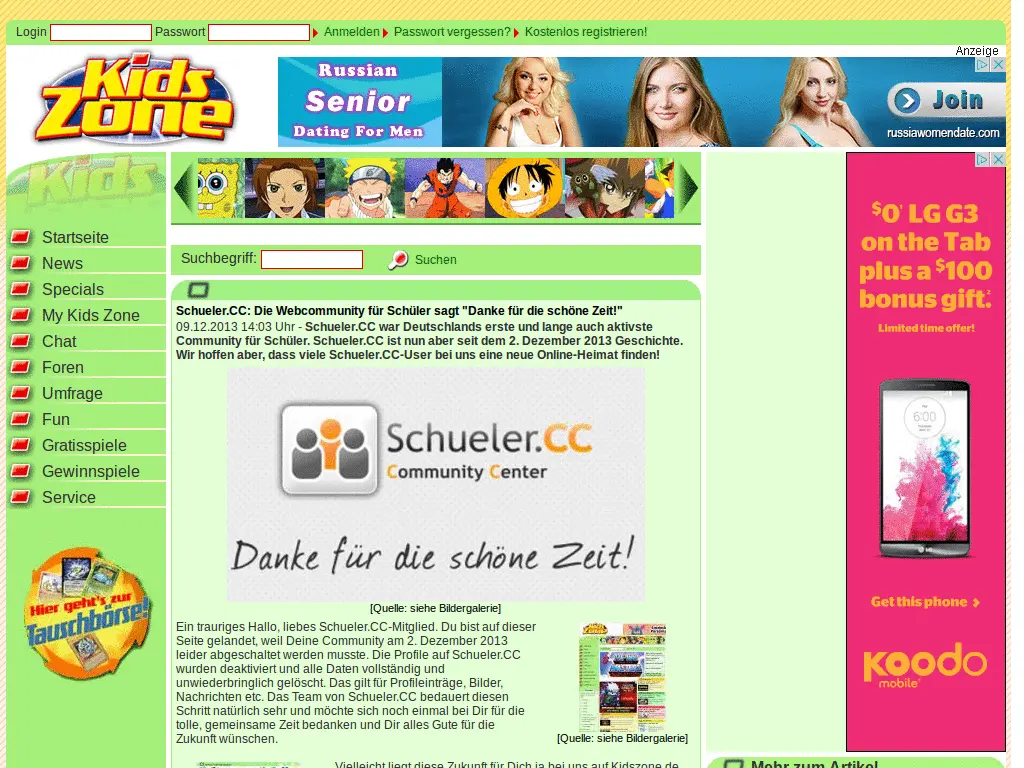 Login Passwort Anmelden Passwort vergessen? Kostenlos registrieren!
Anzeige
Kids Zone
Russian
Senior
Dating For Men
Join
russiawomendate.com
Kids
Startseite
News
Specials
My Kids Zone
Chat
Foren
Umfrage
Fun
Gratisspiele
Gewinnspiele
Service
Hier geht's zur
Tauschbörse!
Suchbegriff: Suchen
Schueler.CC: Die Webcommunity für Schüler sagt "Danke für die schöne Zeit!"
09.12.2013 14:03 Uhr - Schueler.CC war Deutschlands erste und lange auch aktivste
Community für Schüler. Schueler.CC ist nun aber seit dem 2. Dezember 2013 Geschichte.
Wir hoffen aber, dass viele Schueler.CC-User bei uns eine neue Online-Heimat finden!
Schueler.CC
Community Center
Danke für die schöne Zeit!
[Quelle: siehe Bildergalerie]
Ein trauriges Hallo, liebes Schueler.CC-Mitglied. Du bist auf dieser
Seite gelandet, weil Deine Community am 2. Dezember 2013
leider abgeschaltet werden musste. Die Profile auf Schueler.CC
wurden deaktiviert und alle Daten vollständig und
unwiederbringlich gelöscht. Das gilt für Profileinträge, Bilder,
Nachrichten etc. Das Team von Schueler.CC bedauert diesen
Schritt natürlich sehr und möchte sich noch einmal bei Dir für die
tolle, gemeinsame Zeit bedanken und Dir alles Gute für die
Zukunft wünschen.
[Quelle: siehe Bildergalerie]
Vielleicht liegt diese Zukunft für Dich ja bei uns auf Kidszone.de
$0 LG G3
on the Tab
plus a $100
bonus gift.
Limited time offer!
6:00
LG
Get this phone
koodo
mobile
Mehr zum Artikel